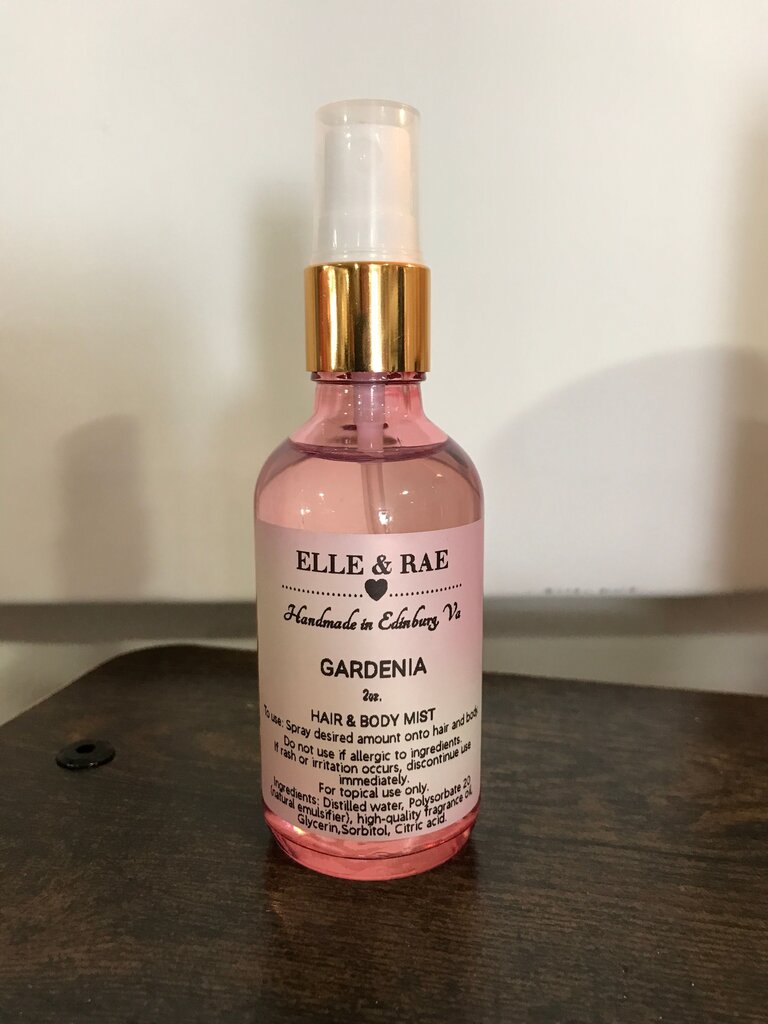 ELLE & RAE
Handmade in Edinburg, Va
GARDENIA
2oz.
HAIR & BODY MIST
To use: Spray desired amount onto hair and body.
Do not use if allergic to ingredients.
If rash or irritation occurs, discontinue use
immediately.
For topical use only.
Ingredients: Distilled water, Polysorbate 20
(natural emulsifier), high-quality fragrance oil,
Glycerin,Sorbitol, Citric acid.